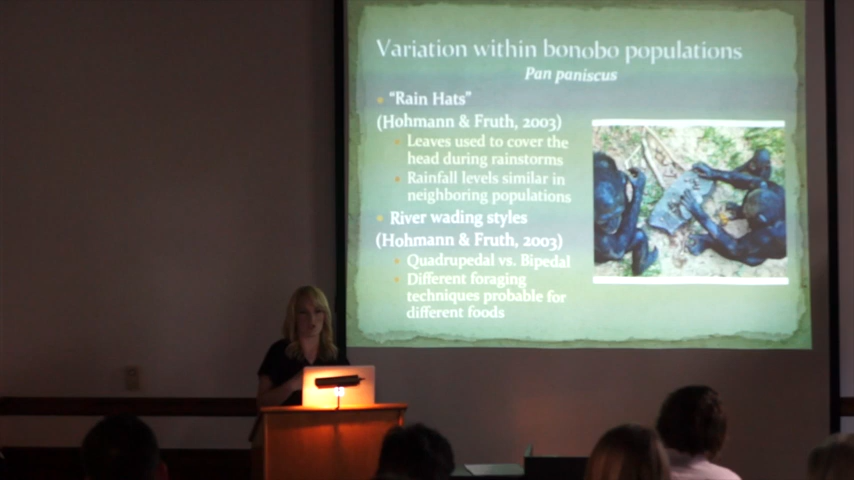 Variation within bonobo populations
Pan paniscus
"Rain Hats"
(Hohmann & Fruth, 2003)
Leaves used to cover the
head during rainstorms
Rainfall levels similar in
neighboring populations
River wading styles
(Hohmann & Fruth, 2003)
Quadrupedal vs. Bipedal
Different foraging
techniques probable for
different foods